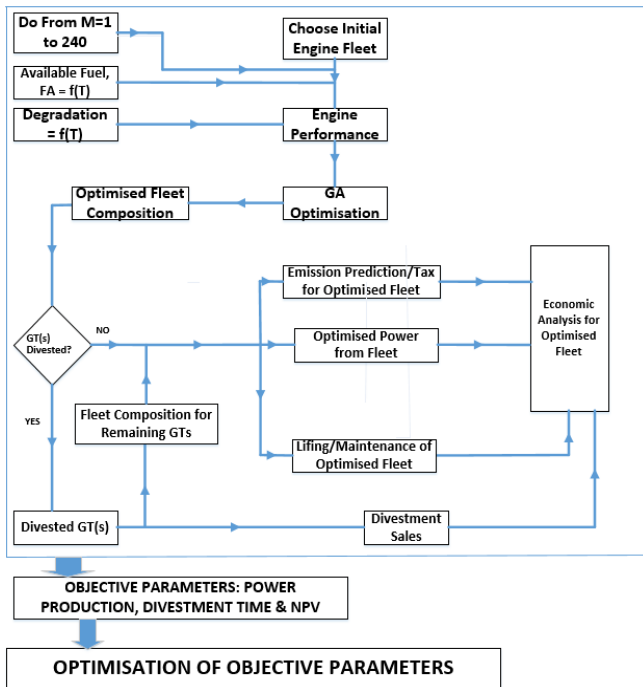 Do From M=1
to 240
Choose Initial
Engine Fleet
Available Fuel,
FA = f(T)
Degradation
= f(T)
Engine
Performance
Optimised Fleet
Composition
GA
Optimisation
Emission Prediction/Tax
for Optimised Fleet
Economic
Analysis for
Optimised
Fleet
GT(s)
Divested?
NO
Optimised Power
from Fleet
YES
Fleet Composition for
Remaining GTs
Lifing/Maintenance of
Optimised Fleet
Divested GT(s)
Divestment
Sales
OBJECTIVE PARAMETERS: POWER
PRODUCTION, DIVESTMENT TIME & NPV
OPTIMISATION OF OBJECTIVE PARAMETERS